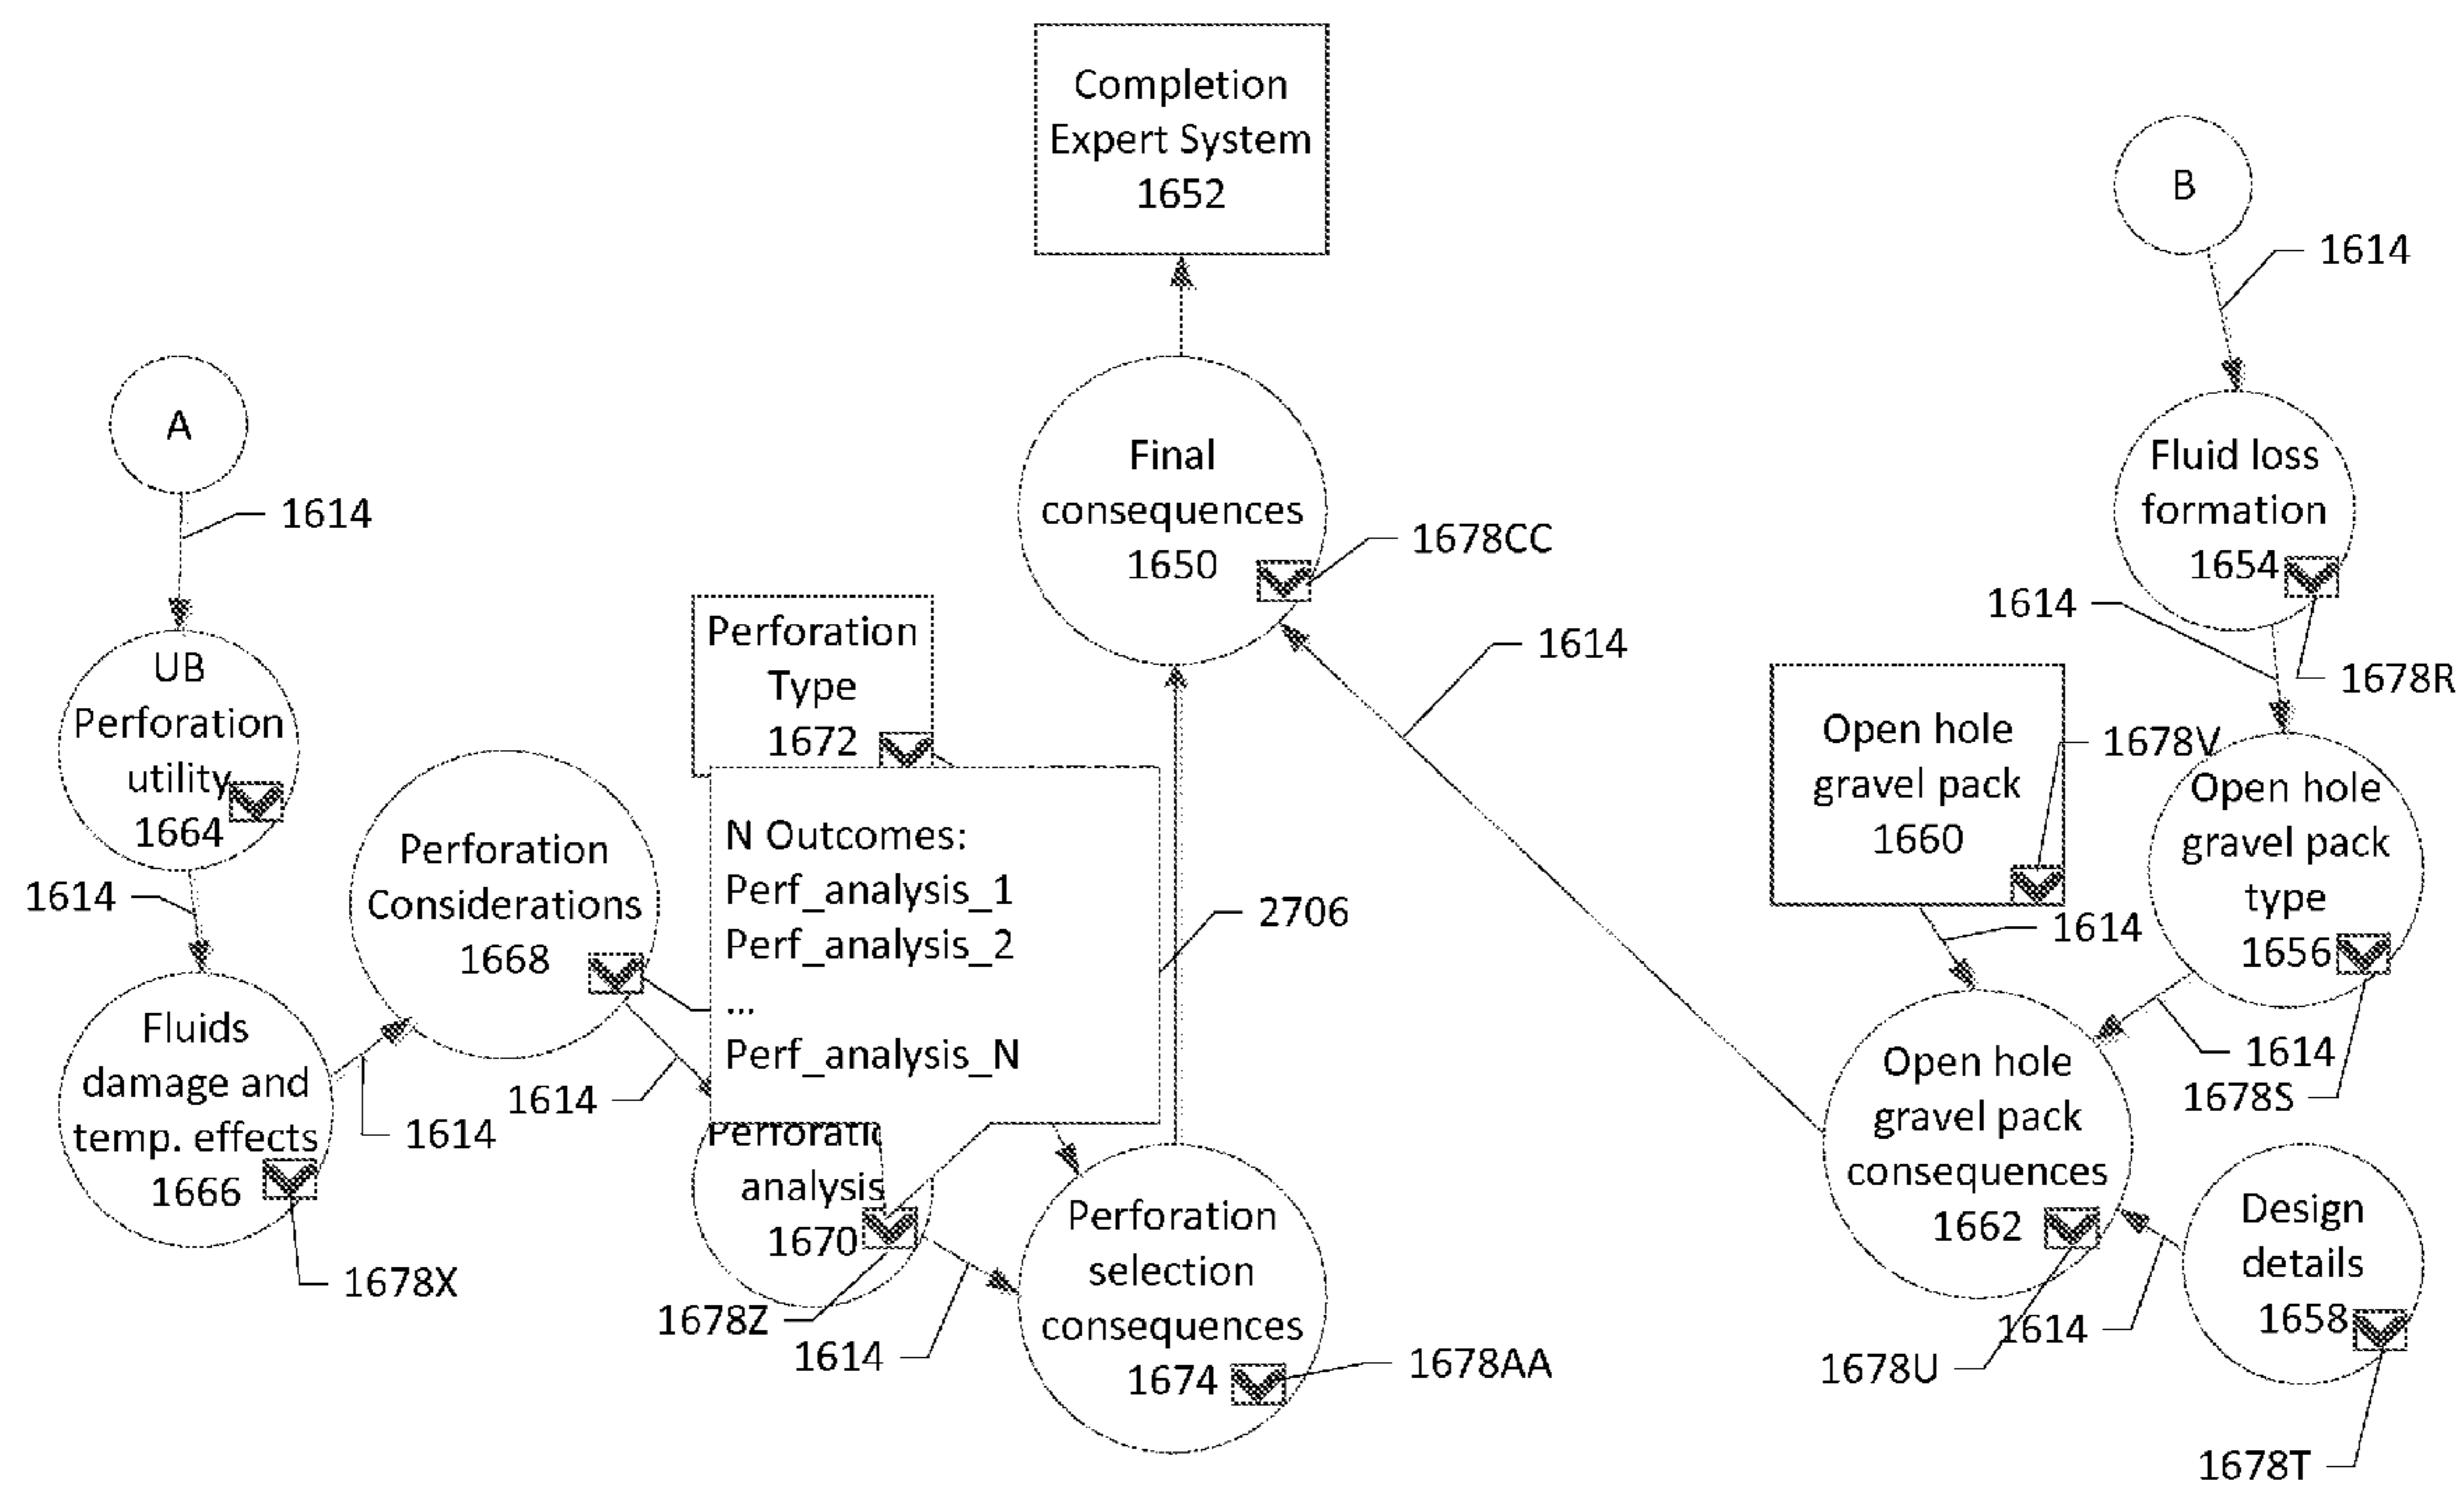 Completion
Expert System
1652
B
1614
A
1614
Final
consequences
1650
1678CC
Fluid loss
formation
1654
1614
1678R
UB
Perforation
utility
1664
Perforation
Type
1672
1614
Open hole
gravel pack
1660
1678V
Open hole
gravel pack
type
1656
1614
Perforation
Considerations
1668
N Outcomes:
Perf_analysis_1
Perf_analysis_2
...
Perf_analysis_N
2706
1614
1614
1678S
Fluids
damage and
temp. effects
1666
1614
1614
1678X
analysis
1670
1678Z
1614
Perforation
selection
consequences
1674
1678AA
Open hole
gravel pack
consequences
1662
1678U
1614
Design
details
1658
1678T